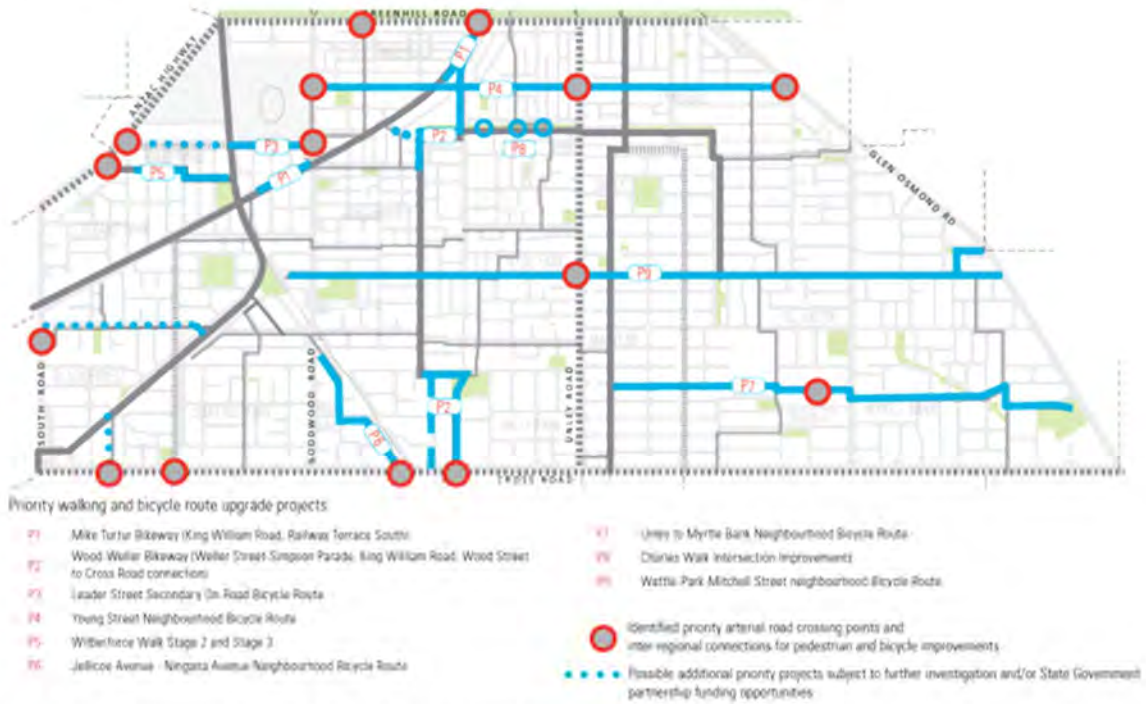 GREENHILL ROAD
ANZAC HIGHWAY
P1
P4
P2
P8
P3
P5
P1
GLEN OSMOND RD
P9
SOUTH ROAD
GOODWOOD ROAD
UNLEY ROAD
P7
P2
P6
CROSS ROAD
Priority walking and bicycle route upgrade projects
P1 Mike Turtur Bikeway (King William Road, Railway Terrace South)
P2 Wood Weller Bikeway (Weller Street Simpson Parade, King William Road, Wood Street
to Cross Road connection)
P3 Leader Street Secondary On Road Bicycle Route
P4 Young Street Neighbourhood Bicycle Route
P5 Wilberforce Walk Stage 2 and Stage 3
P6 Jellicoe Avenue - Ningana Avenue Neighbourhood Bicycle Route
P7 Unley to Myrtle Bank Neighbourhood Bicycle Route
P8 Charles Walk Intersection Improvements
P9 Wattle Park Mitchell Street neighbourhood Bicycle Route
Identified priority arterial road crossing points and
inter regional connections for pedestrian and bicycle improvements
Possible additional priority projects subject to further investigation and/or State Government
partnership funding opportunities